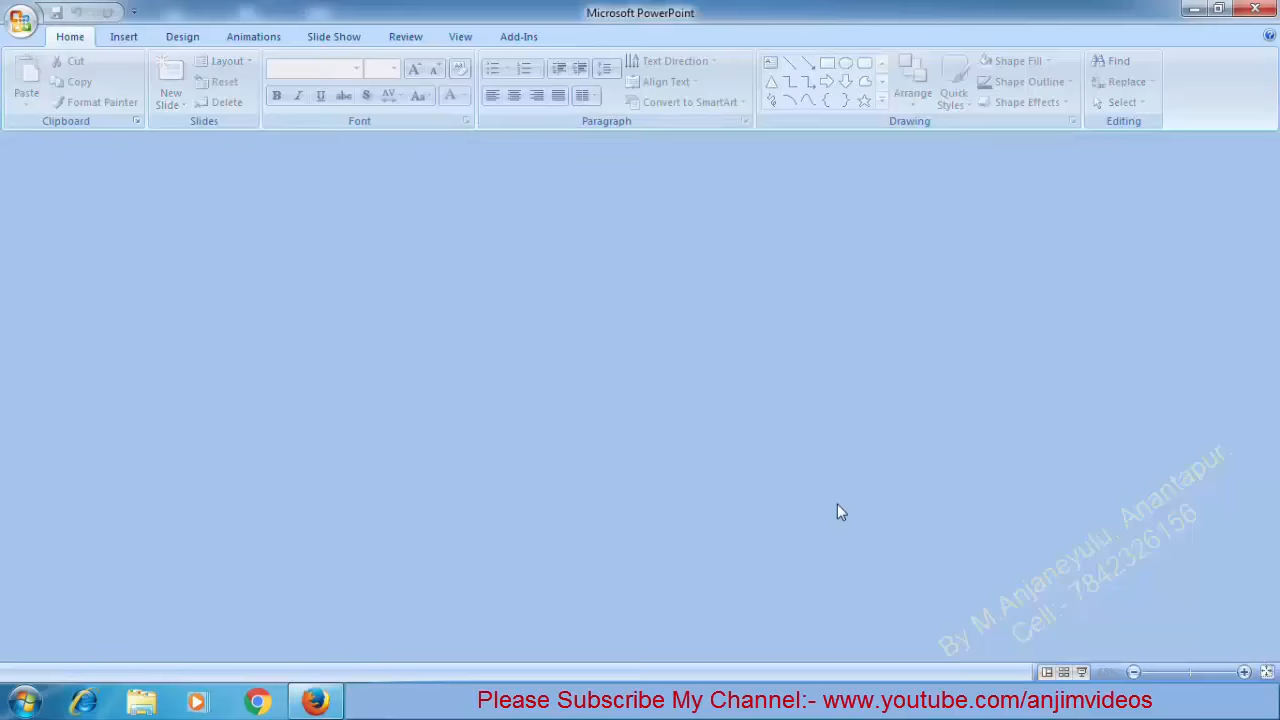 Microsoft PowerPoint
Home Insert Design Animations Slide Show Review View Add-Ins
Paste Cut Copy Format Painter Clipboard
New Slide Layout Reset Delete Slides
B I U abc S AV Aa A Font
Text Direction Align Text Convert to SmartArt Paragraph
Arrange Quick Styles Shape Fill Shape Outline Shape Effects Drawing
Find Replace Select Editing
By M.Anjaneyulu, Anantapur.
Cell:- 7842326156
Please Subscribe My Channel:- www.youtube.com/anjimvideos